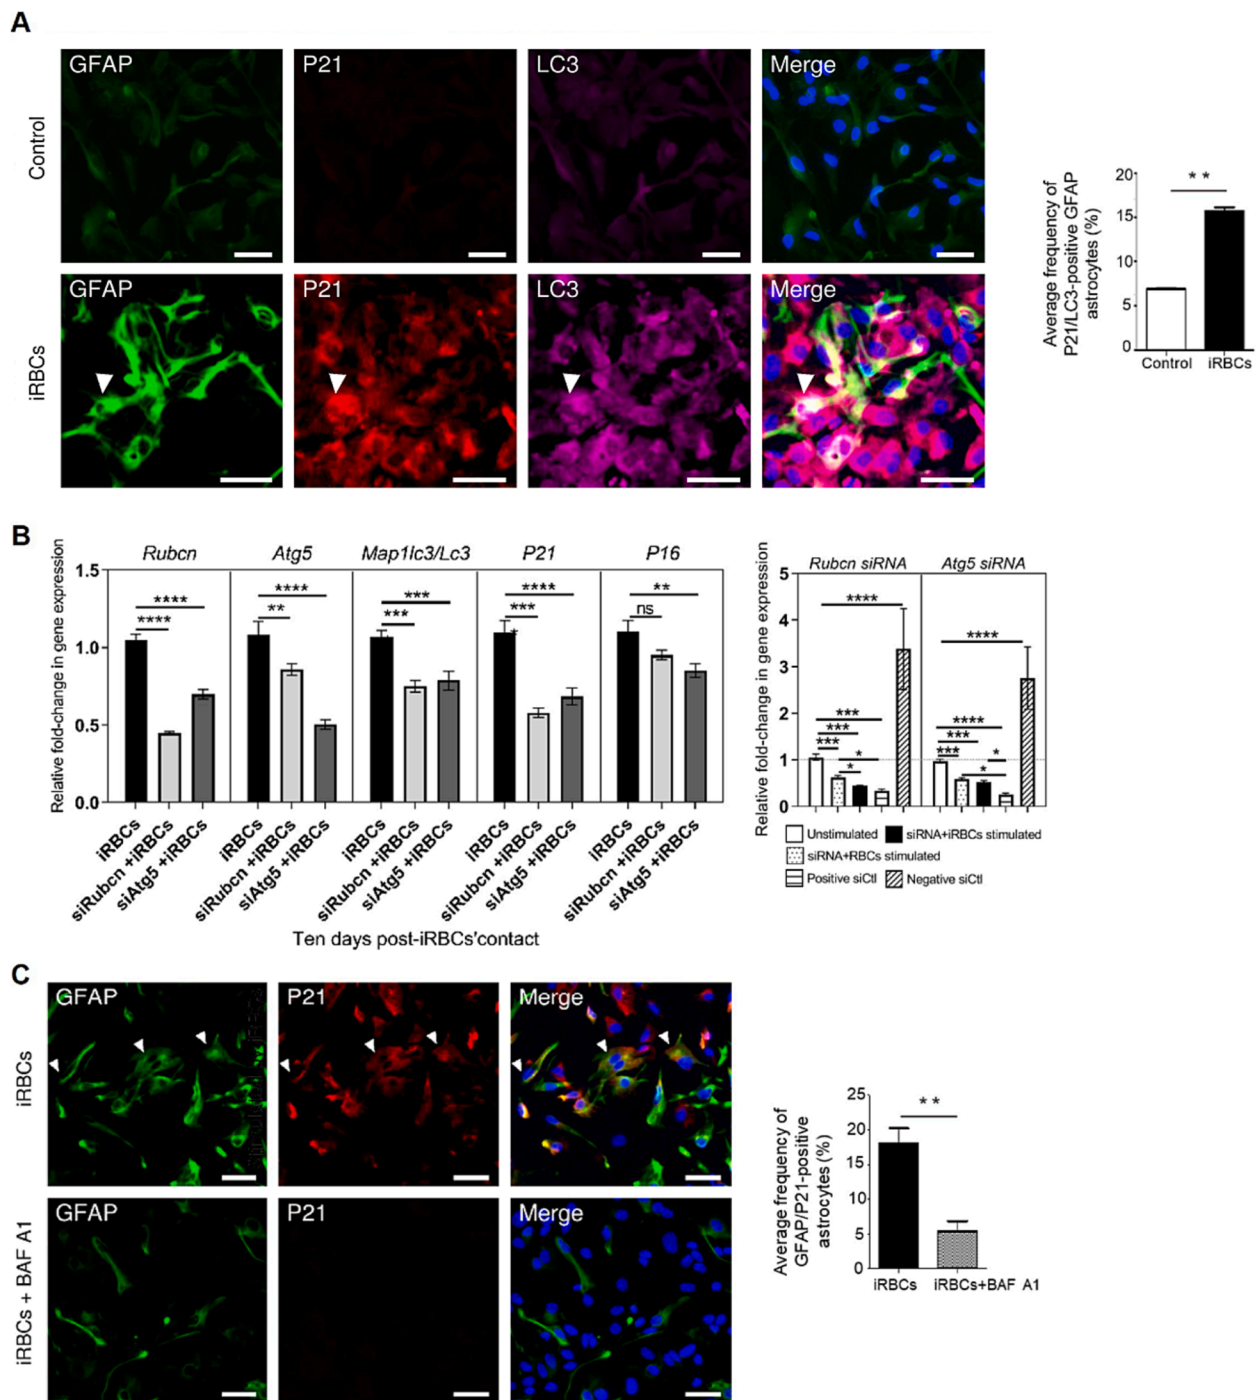 A
GFAP
P21
LC3
Merge
Control
GFAP
P21
LC3
Merge
iRBCs
Average frequency of
P21/LC3-positive GFAP
astrocytes (%)
20
15
10
5
0
* *
Control
iRBCs
B
Relative fold-change in gene expression
1.5
1.0
0.5
0.0
Rubcn
Atg5
Map1lc3/Lc3
P21
P16
****
****
****
**
***
***
****
***
**
ns
iRBCs
siRubcn +iRBCs
siAtg5 +iRBCs
iRBCs
siRubcn +iRBCs
siAtg5 +iRBCs
iRBCs
siRubcn +iRBCs
siAtg5 +iRBCs
iRBCs
siRubcn +iRBCs
siAtg5 +iRBCs
iRBCs
siRubcn +iRBCs
siAtg5 +iRBCs
Ten days post-iRBCs'contact
Relative fold-change in gene expression
5
4
3
2
1
0
Rubcn siRNA
Atg5 siRNA
****
***
***
***
*
*
****
****
***
***
*
*
Unstimulated
siRNA+iRBCs stimulated
siRNA+RBCs stimulated
Positive siCtl
Negative siCtl
C
GFAP
P21
Merge
iRBCs
GFAP
P21
Merge
iRBCs + BAF A1
Average frequency of
GFAP/P21-positive
astrocytes (%)
25
20
15
10
5
0
* *
iRBCs
iRBCs+BAF A1